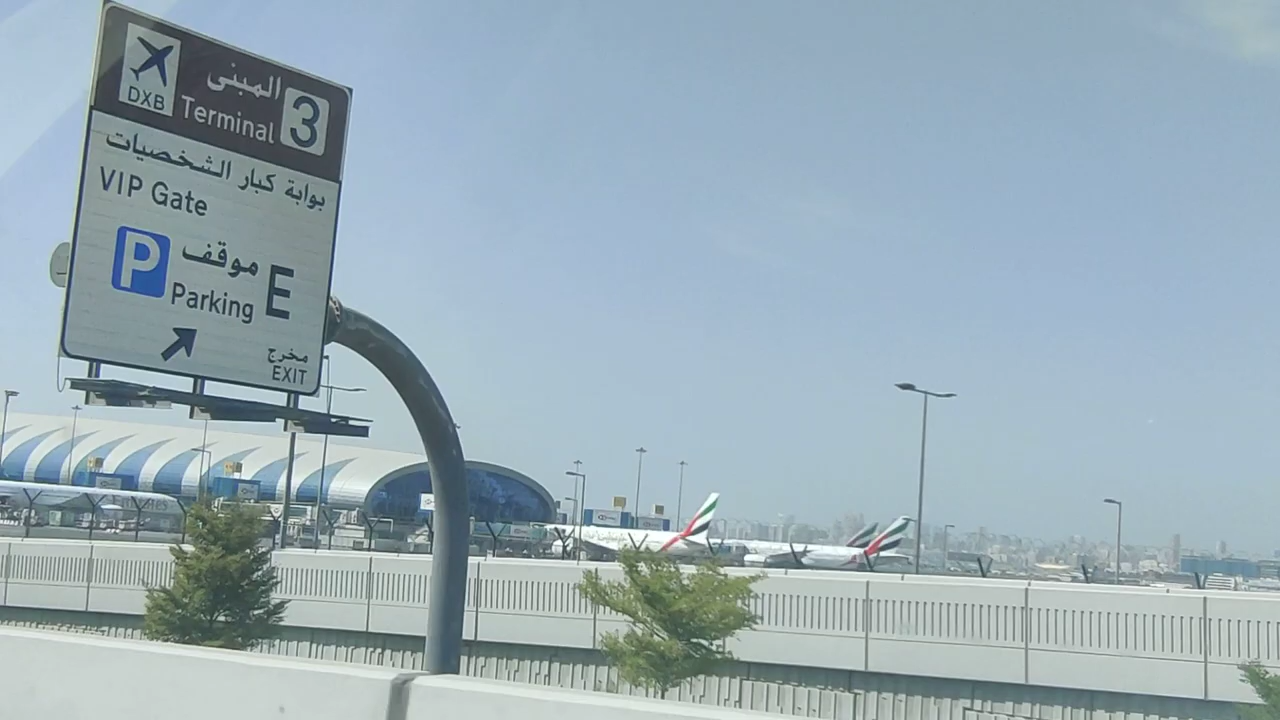 المبنى
DXB Terminal 3
بوابة كبار الشخصيات
VIP Gate
موقف
P Parking E
مخرج
EXIT